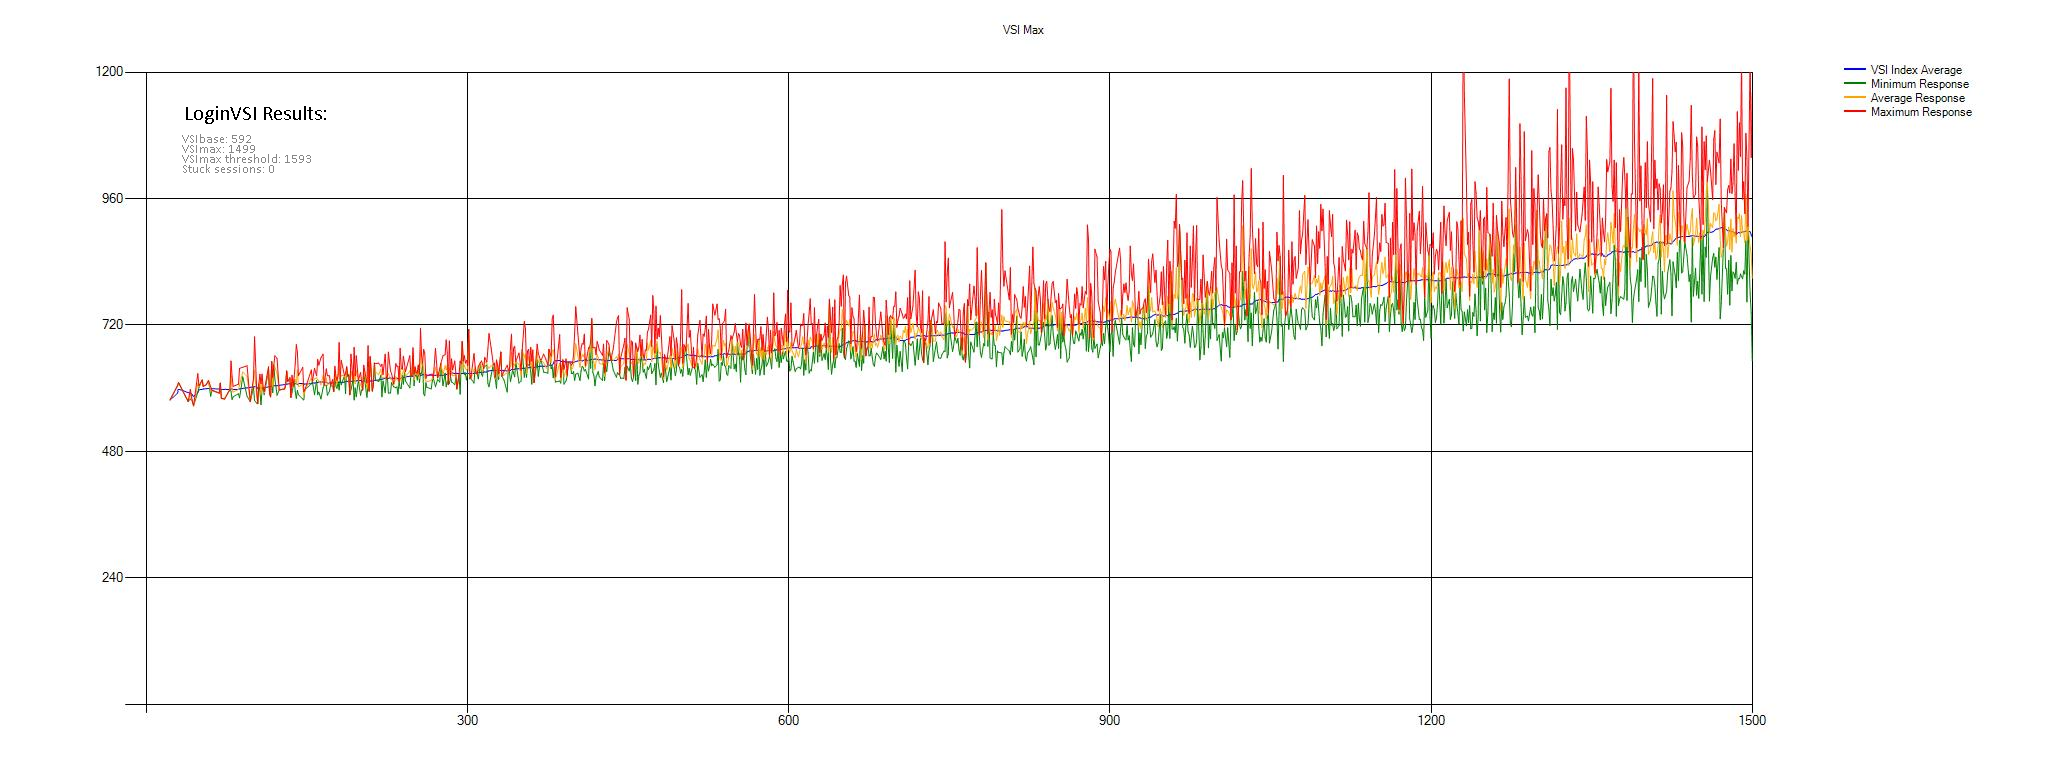 VSI Max
1200
960
720
480
240
LoginVSI Results:
VSIbase: 592
VSImax: 1499
VSImax threshold: 1593
Stuck sessions: 0
VSI Index Average
Minimum Response
Average Response
Maximum Response
300
600
900
1200
1500